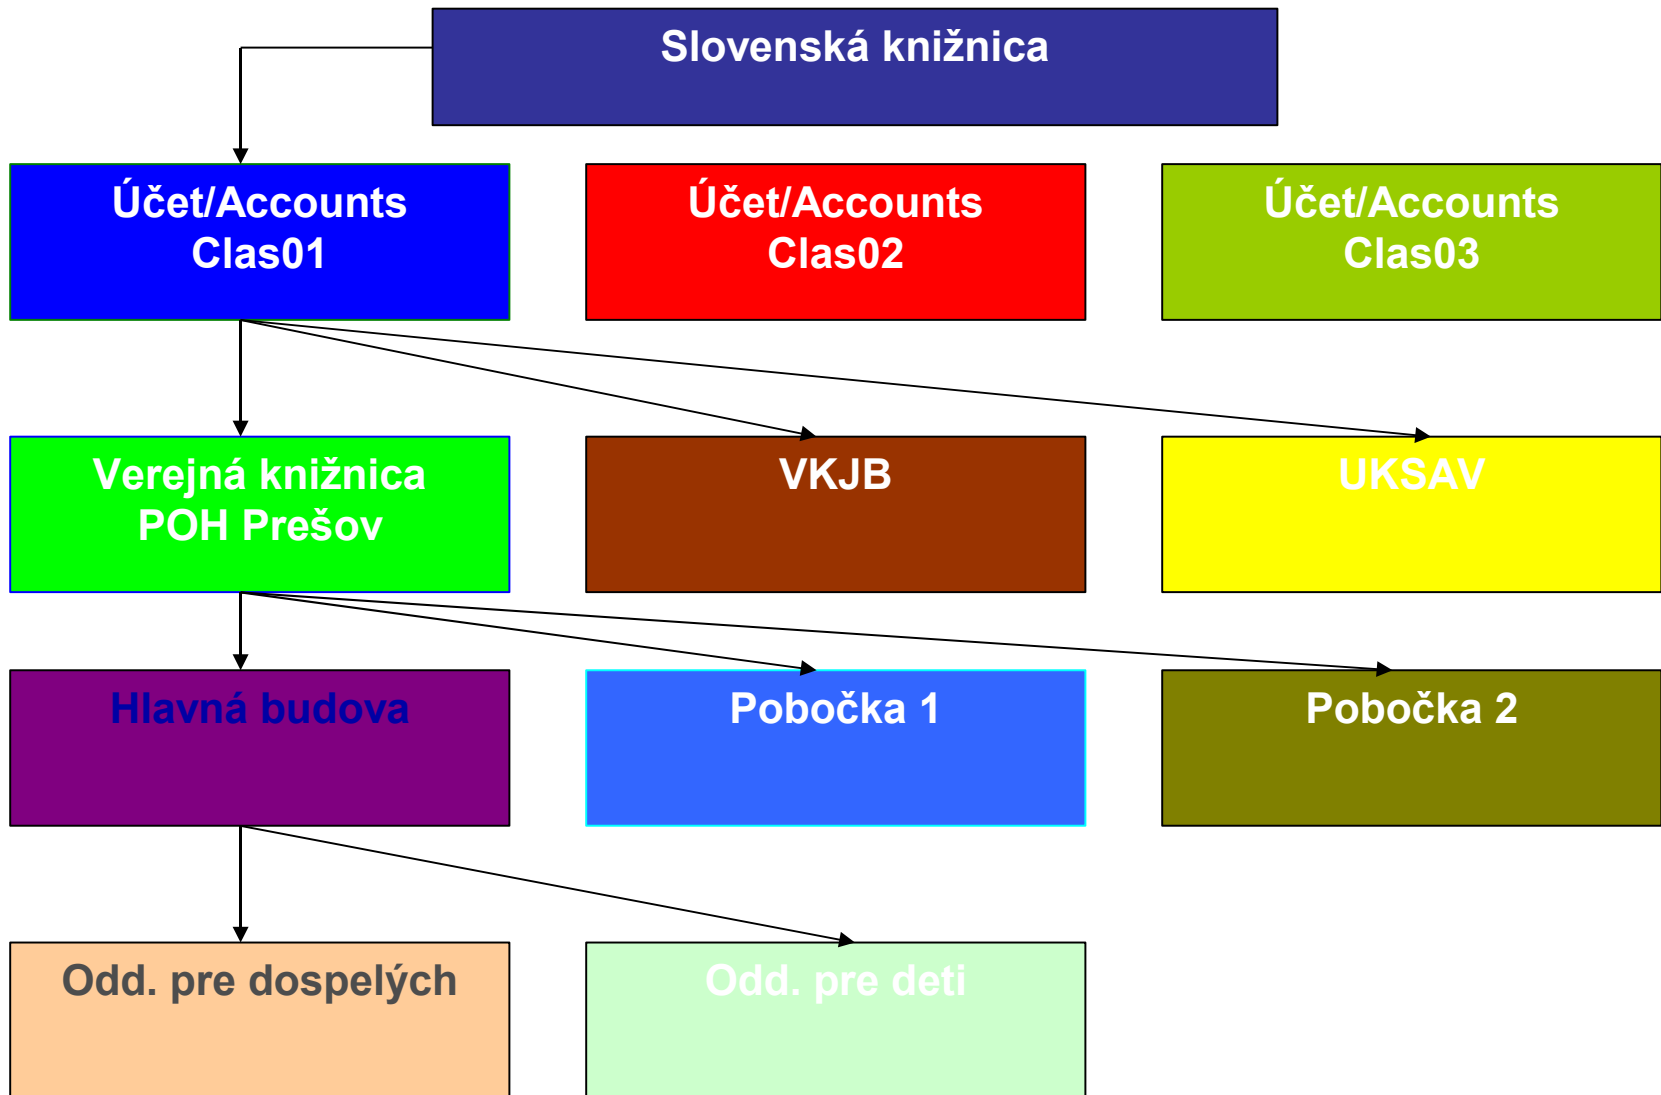 Slovenská knižnica
Účet/Accounts
Clas01
Účet/Accounts
Clas02
Účet/Accounts
Clas03
Verejná knižnica
POH Prešov
VKJB
UKSAV
Hlavná budova
Pobočka 1
Pobočka 2
Odd. pre dospelých
Odd. pre deti